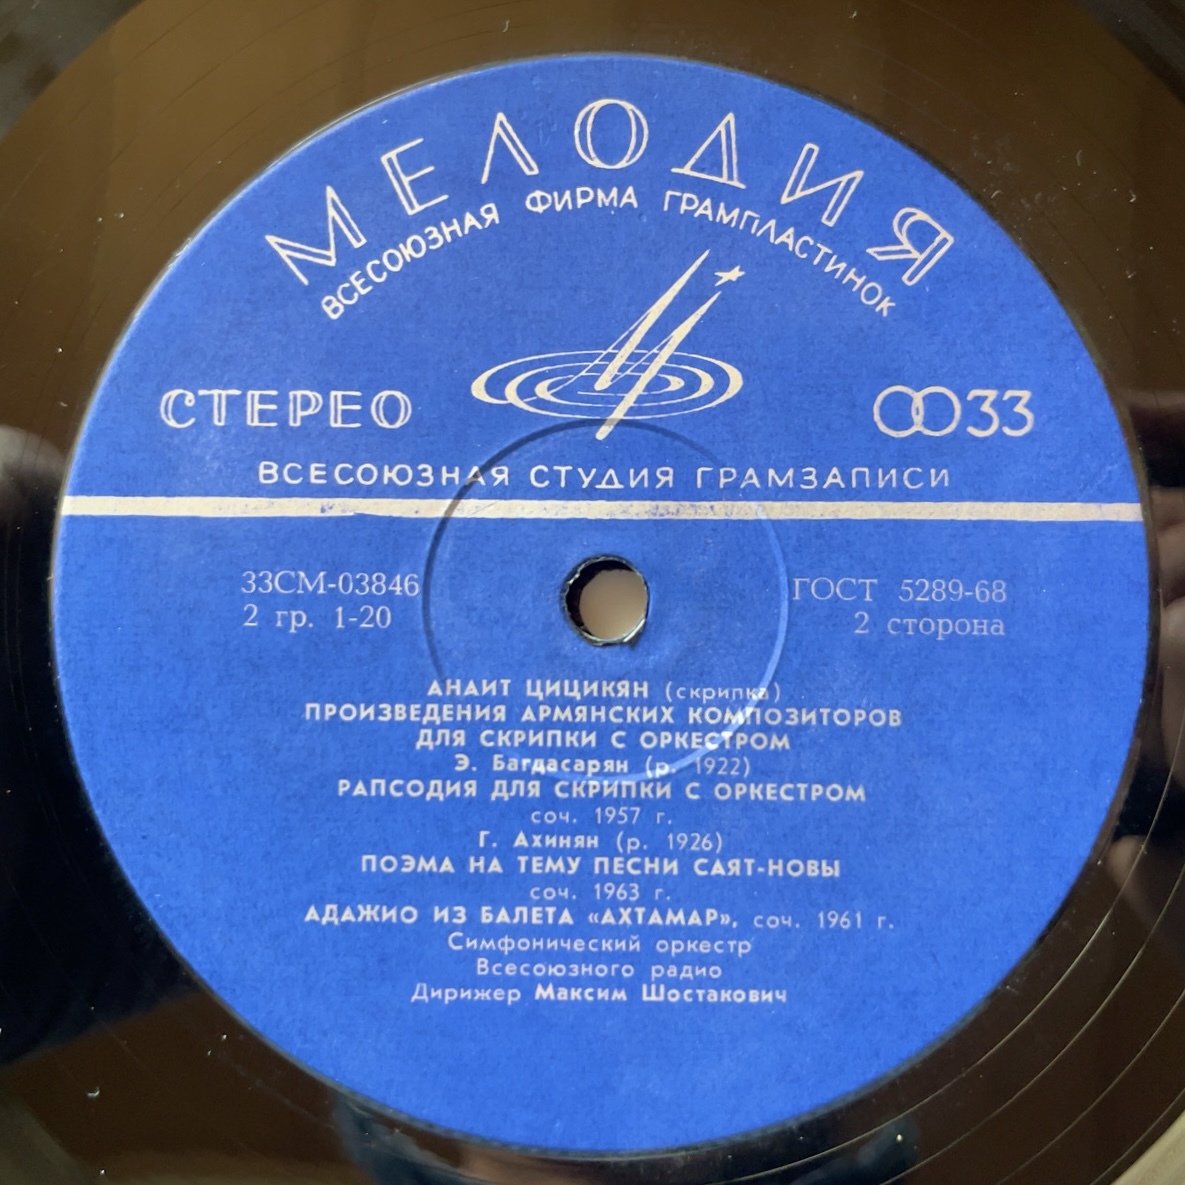 МЕЛОДИЯ
ВСЕСОЮЗНАЯ ФИРМА ГРАМПЛАСТИНОК
СТЕРЕО
33
ВСЕСОЮЗНАЯ СТУДИЯ ГРАМЗАПИСИ
33СМ-03846
ГОСТ 5289-68
2 гр. 1-20
2 сторона
АНАИТ ЦИЦИКЯН (скрипка)
ПРОИЗВЕДЕНИЯ АРМЯНСКИХ КОМПОЗИТОРОВ
ДЛЯ СКРИПКИ С ОРКЕСТРОМ
Э. Багдасарян (р. 1922)
РАПСОДИЯ ДЛЯ СКРИПКИ С ОРКЕСТРОМ
соч. 1957 г.
Г. Ахинян (р. 1926)
ПОЭМА НА ТЕМУ ПЕСНИ САЯТ-НОВЫ
соч. 1963 г.
АДАЖИО ИЗ БАЛЕТА «АХТАМАР», соч. 1961 г.
Симфонический оркестр
Всесоюзного радио
Дирижер Максим Шостакович